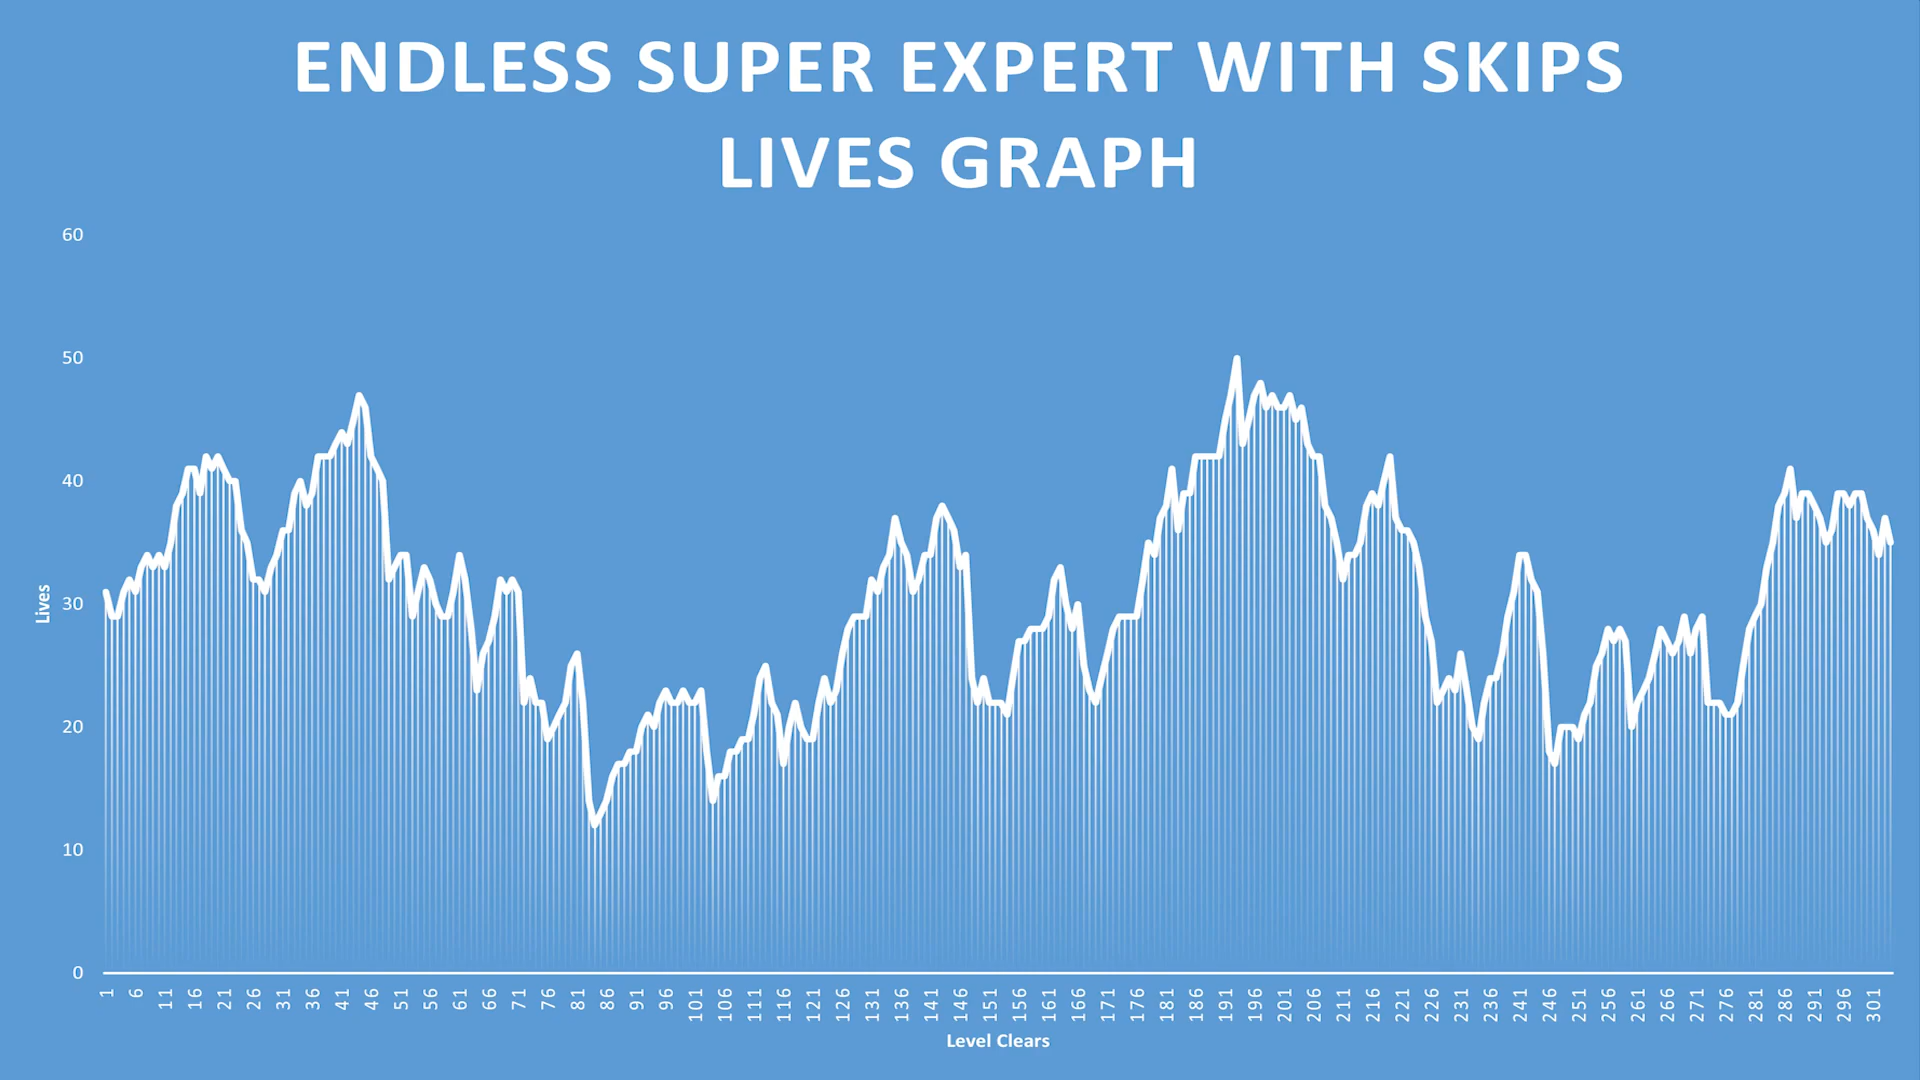 ENDLESS SUPER EXPERT WITH SKIPS
LIVES GRAPH
60
50
40
30
20
10
0
Lives
1 6 11 16 21 26 31 36 41 46 51 56 61 66 71 76 81 86 91 96 101 106 111 116 121 126 131 136 141 146 151 156 161 166 171 176 181 186 191 196 201 206 211 216 221 226 231 236 241 246 251 256 261 266 271 276 281 286 291 296 301
Level Clears